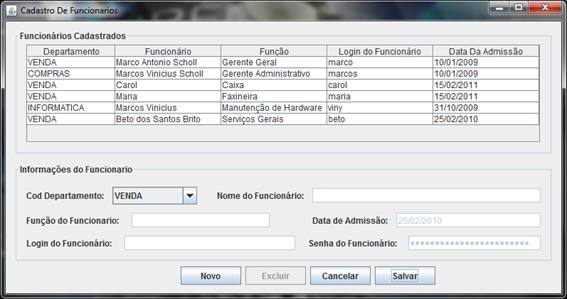 Cadastro De Funcionarios
Funcionários Cadastrados
Departamento Funcionário Função Login do Funcionário Data Da Admissão
VENDA Marco Antonio Scholl Gerente Geral marco 10/01/2009
COMPRAS Marcos Vinicius Scholl Gerente Administrativo marcos 10/01/2009
VENDA Carol Caixa carol 15/02/2011
VENDA Maria Faxineira maria 15/02/2011
INFORMATICA Marcos Vinicius Manutenção de Hardware viny 31/10/2009
VENDA Beto dos Santos Brito Serviços Gerais beto 25/02/2010
Informações do Funcionario
Cod Departamento: VENDA Nome do Funcionário:
Função do Funcionario: Data de Admissão: 25/02/2010
Login do Funcionário: Senha do Funcionário:
Novo Excluir Cancelar Salvar